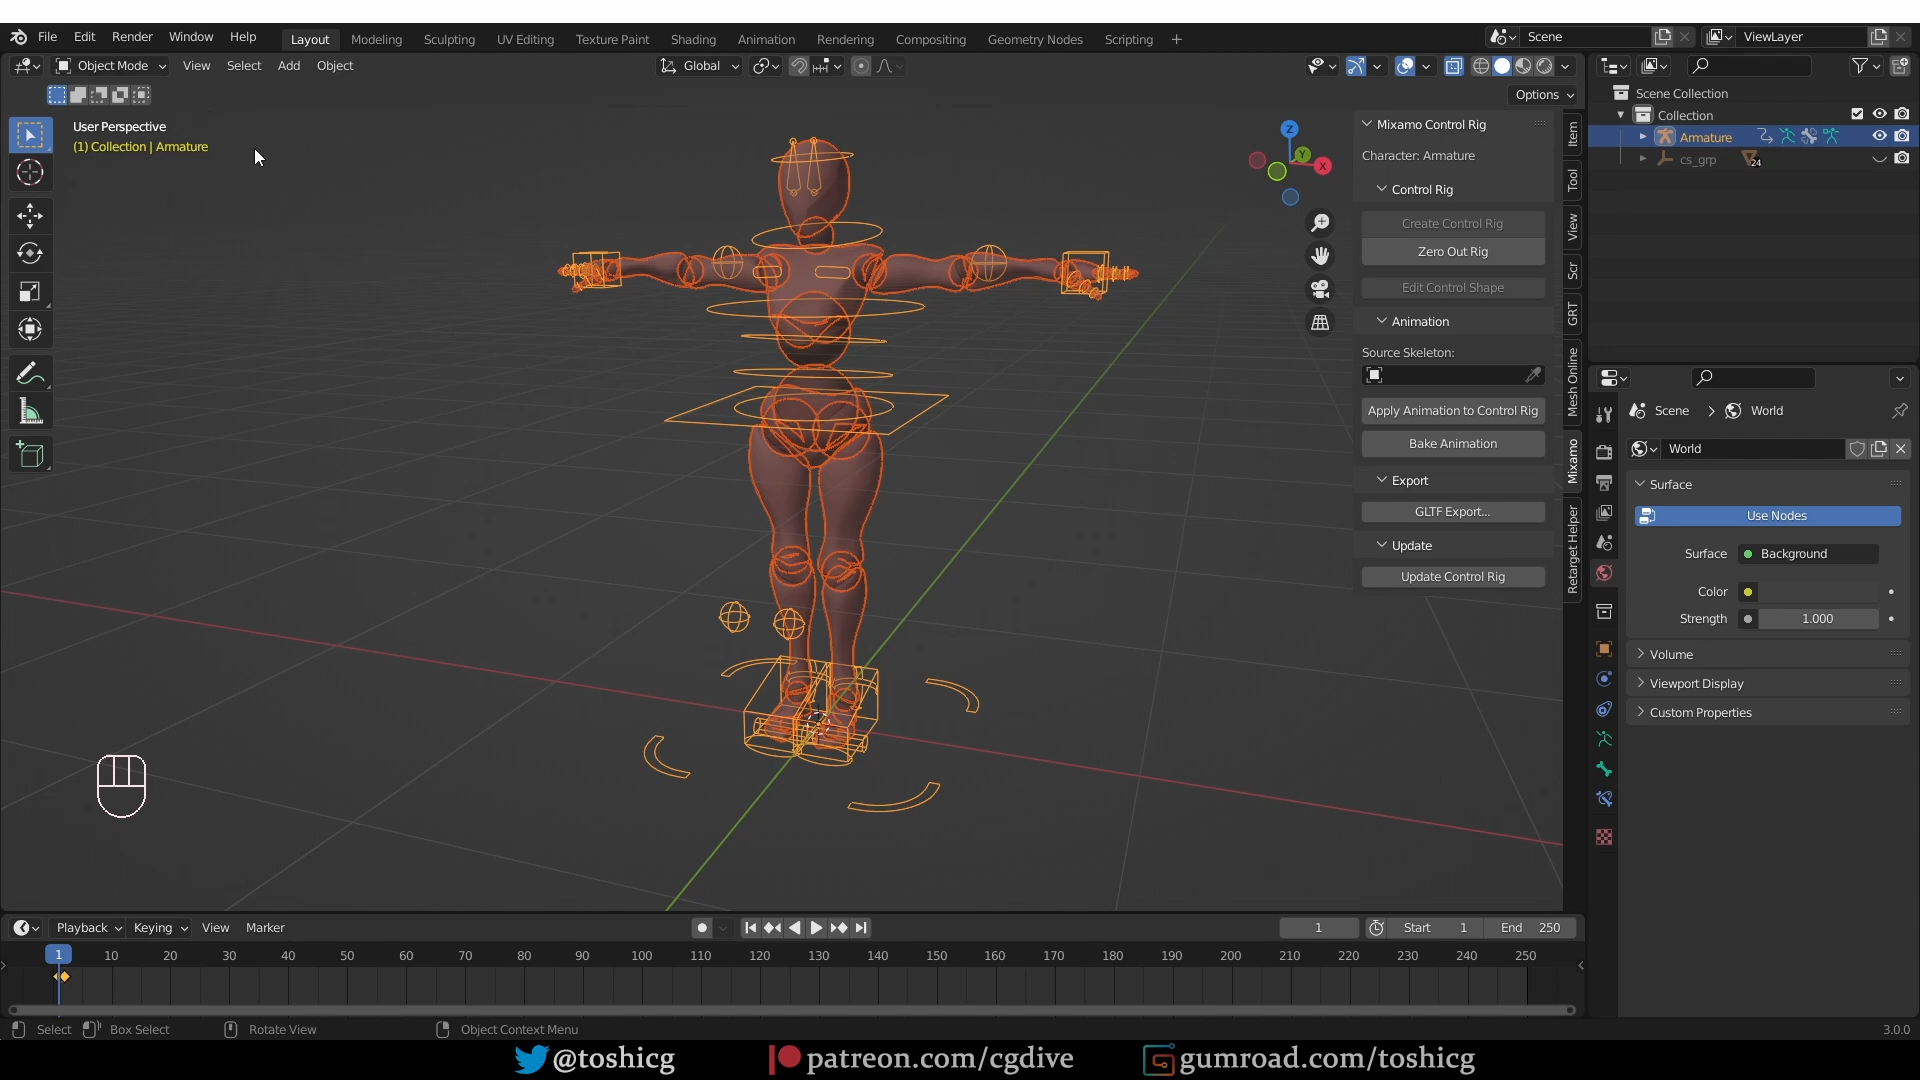 File Edit Render Window Help Layout Modeling Sculpting UV Editing Texture Paint Shading Animation Rendering Compositing Geometry Nodes Scripting + Scene ViewLayer
Object Mode View Select Add Object Global
Options
User Perspective
(1) Collection | Armature
Z
Y
X
Mixamo Control Rig
Character: Armature
Control Rig
Create Control Rig
Zero Out Rig
Edit Control Shape
Animation
Source Skeleton:
Apply Animation to Control Rig
Bake Animation
Export
GLTF Export...
Update
Update Control Rig
Item
Tool
View
Scr
GRT
Mesh Online
Mixamo
Retarget Helper
Scene Collection
Collection
Armature
cs_grp 24
Scene World
World
Surface
Use Nodes
Surface Background
Color
Strength 1.000
Volume
Viewport Display
Custom Properties
Playback Keying View Marker 1 Start 1 End 250
1 10 20 30 40 50 60 70 80 90 100 110 120 130 140 150 160 170 180 190 200 210 220 230 240 250
Select Box Select Rotate View Object Context Menu 3.0.0
@toshicg patreon.com/cgdive gumroad.com/toshicg